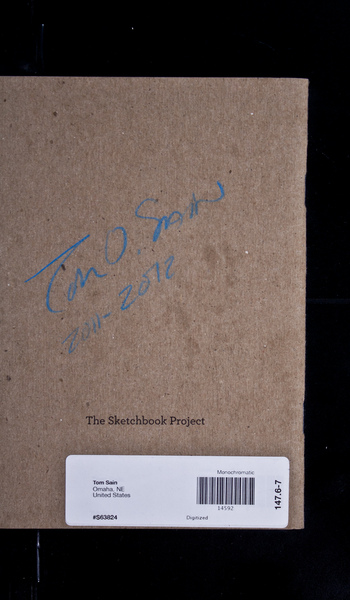 Tom O. Swan
2011-2012
The Sketchbook Project
Monochromatic
Tom Sain
Omaha, NE
United States
14592
147.6-7
#S63824
Digitized